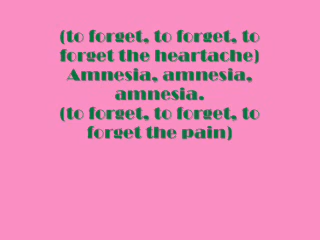 (to forget, to forget, to
forget the heartache)
Amnesia, amnesia,
amnesia.
(to forget, to forget, to
forget the pain)